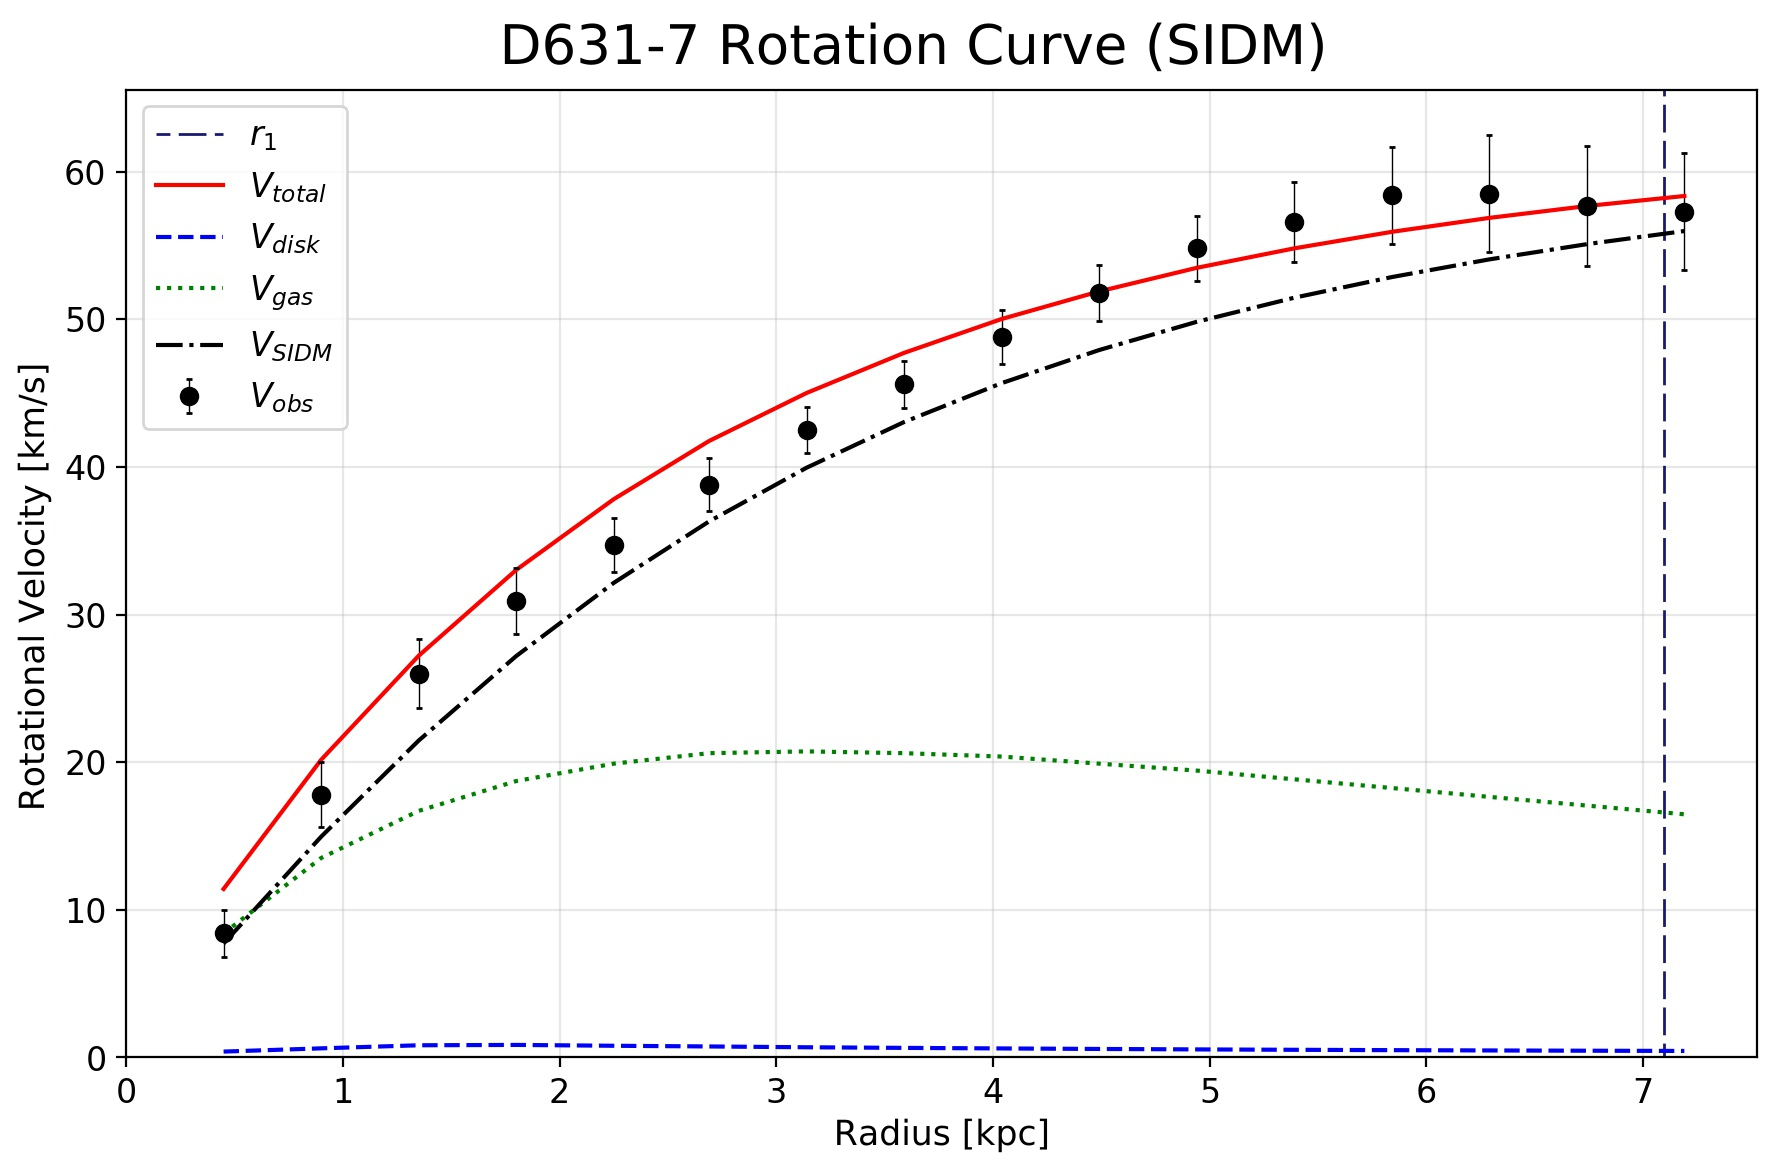 D631-7 Rotation Curve (SIDM)
r1
Vtotal
Vdisk
Vgas
VSIDM
Vobs
Rotational Velocity [km/s]
60
50
40
30
20
10
0
0 1 2 3 4 5 6 7
Radius [kpc]